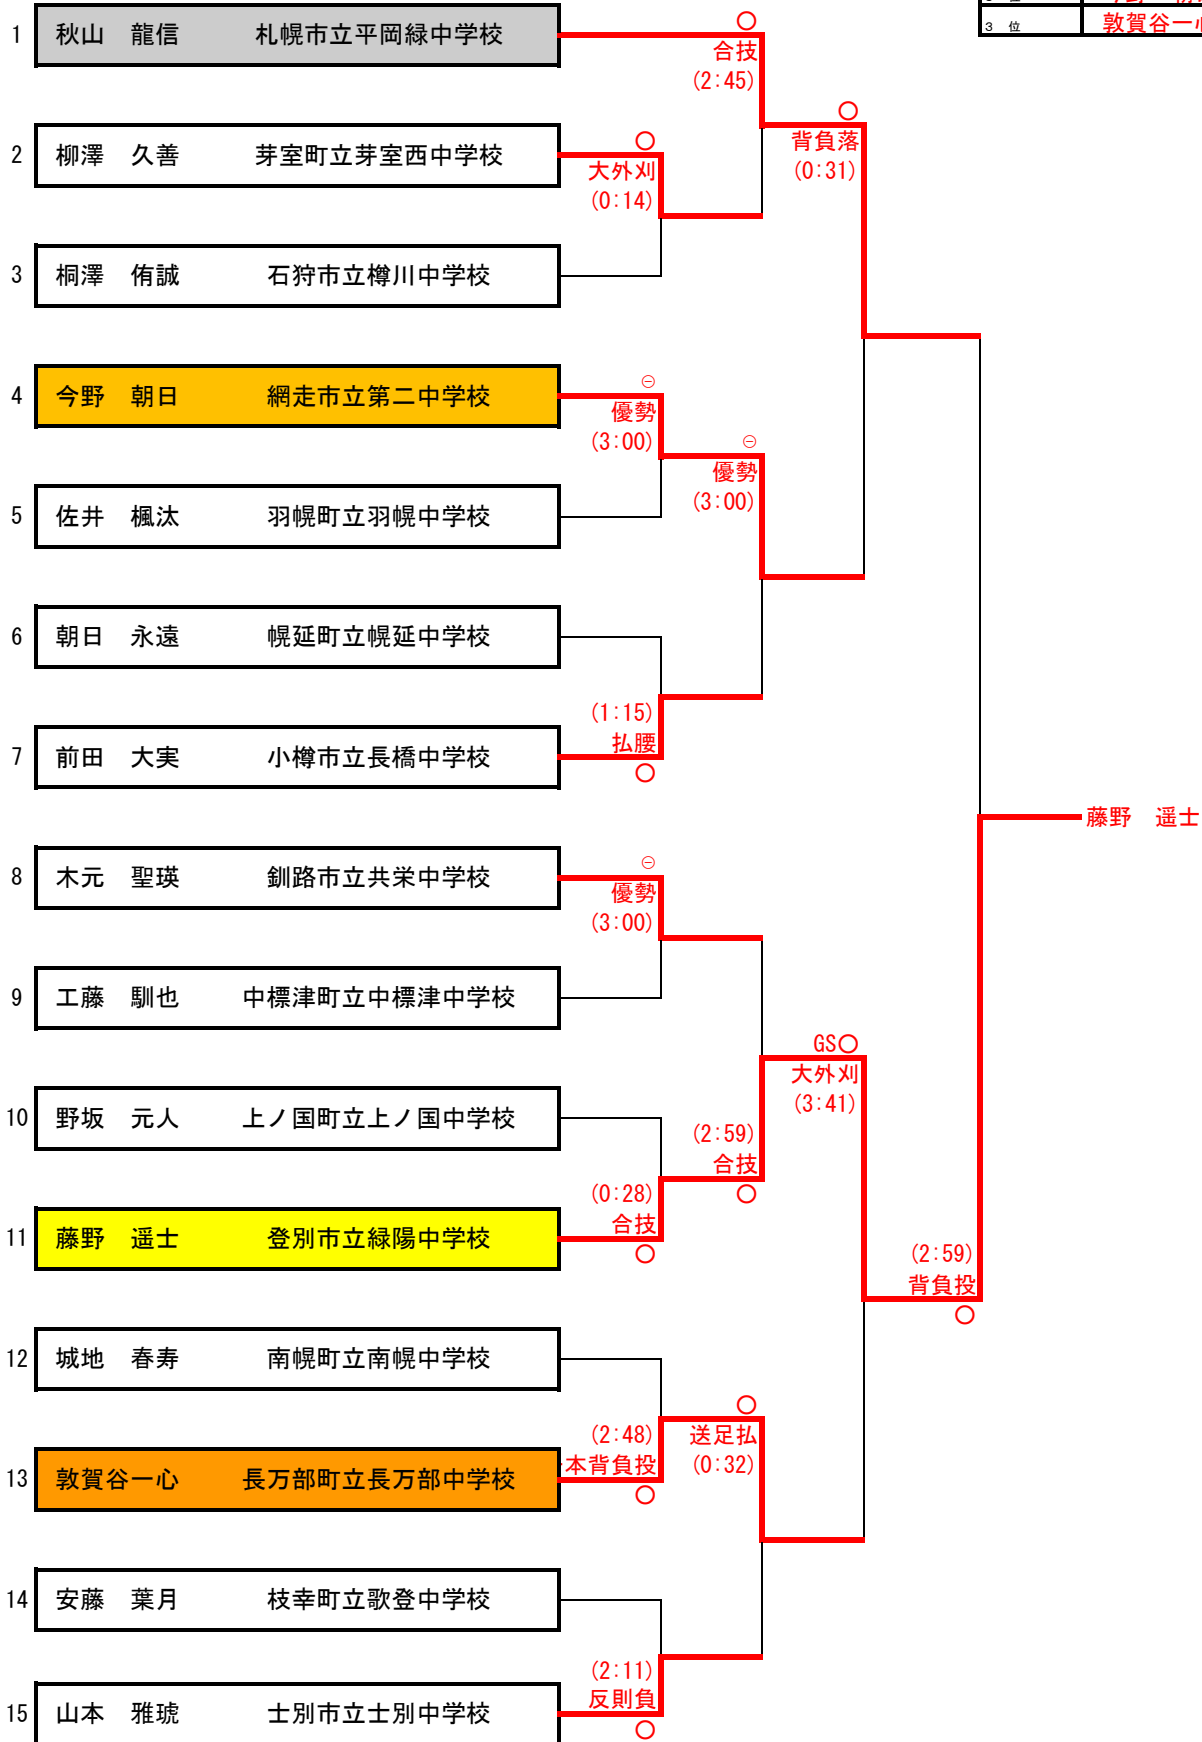 3 位 敦賀谷一心
1 秋山 龍信 札幌市立平岡緑中学校
○
合技
(2:45)
○
背負落
(0:31)
2 柳澤 久善 芽室町立芽室西中学校
○
大外刈
(0:14)
3 桐澤 侑誠 石狩市立樽川中学校
4 今野 朝日 網走市立第二中学校
⊖
優勢
(3:00)
⊖
優勢
(3:00)
5 佐井 楓汰 羽幌町立羽幌中学校
6 朝日 永遠 幌延町立幌延中学校
(1:15)
払腰
○
7 前田 大実 小樽市立長橋中学校
藤野 遥士
8 木元 聖瑛 釧路市立共栄中学校
⊖
優勢
(3:00)
9 工藤 馴也 中標津町立中標津中学校
GS○
大外刈
(3:41)
10 野坂 元人 上ノ国町立上ノ国中学校
(2:59)
合技
○
(0:28)
合技
○
11 藤野 遥士 登別市立緑陽中学校
(2:59)
背負投
○
12 城地 春寿 南幌町立南幌中学校
○
送足払
(0:32)
(2:48)
本背負投
○
13 敦賀谷一心 長万部町立長万部中学校
14 安藤 葉月 枝幸町立歌登中学校
(2:11)
反則負
○
15 山本 雅琥 士別市立士別中学校